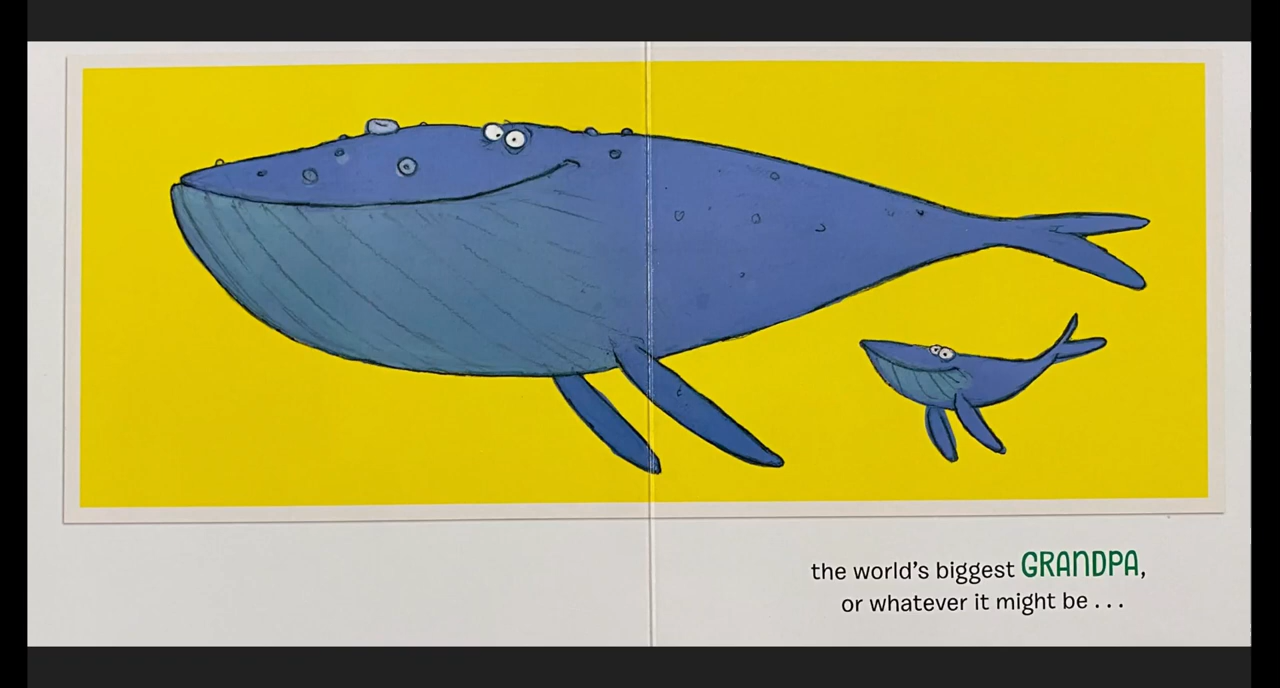 the world’s biggest GRANDPA,
or whatever it might be . . .